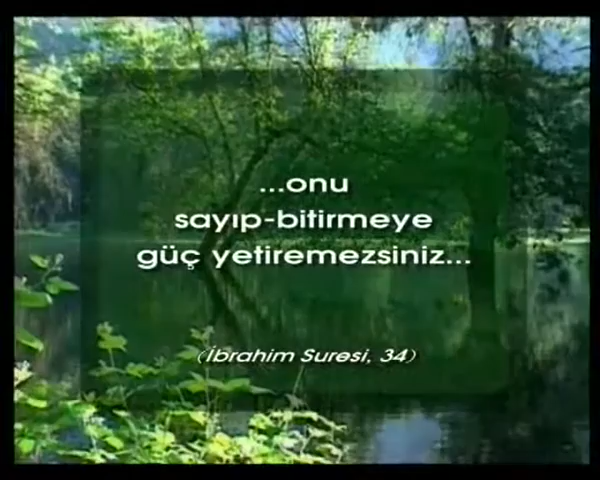 ...onu
sayıp-bitirmeye
güç yetiremezsiniz...
(İbrahim Suresi, 34)